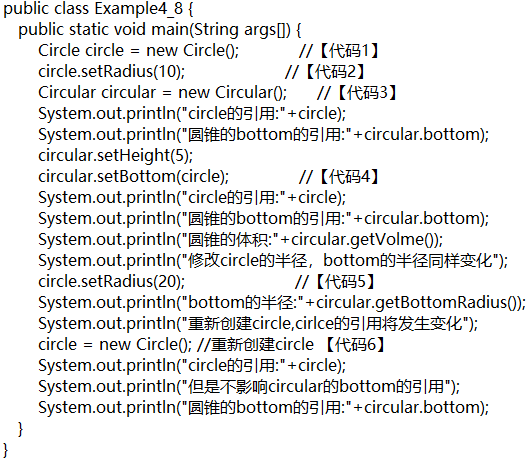 public class Example4_8 {
public static void main(String args[]) {
Circle circle = new Circle(); //【代码1】
circle.setRadius(10); //【代码2】
Circular circular = new Circular(); //【代码3】
System.out.println("circle的引用:"+circle);
System.out.println("圆锥的bottom的引用:"+circular.bottom);
circular.setHeight(5);
circular.setBottom(circle); //【代码4】
System.out.println("circle的引用:"+circle);
System.out.println("圆锥的bottom的引用:"+circular.bottom);
System.out.println("圆锥的体积:"+circular.getVolme());
System.out.println("修改circle的半径，bottom的半径同样变化");
circle.setRadius(20); //【代码5】
System.out.println("bottom的半径:"+circular.getBottomRadius());
System.out.println("重新创建circle,cirlce的引用将发生变化");
circle = new Circle(); //重新创建circle 【代码6】
System.out.println("circle的引用:"+circle);
System.out.println("但是不影响circular的bottom的引用");
System.out.println("圆锥的bottom的引用:"+circular.bottom);
}
}